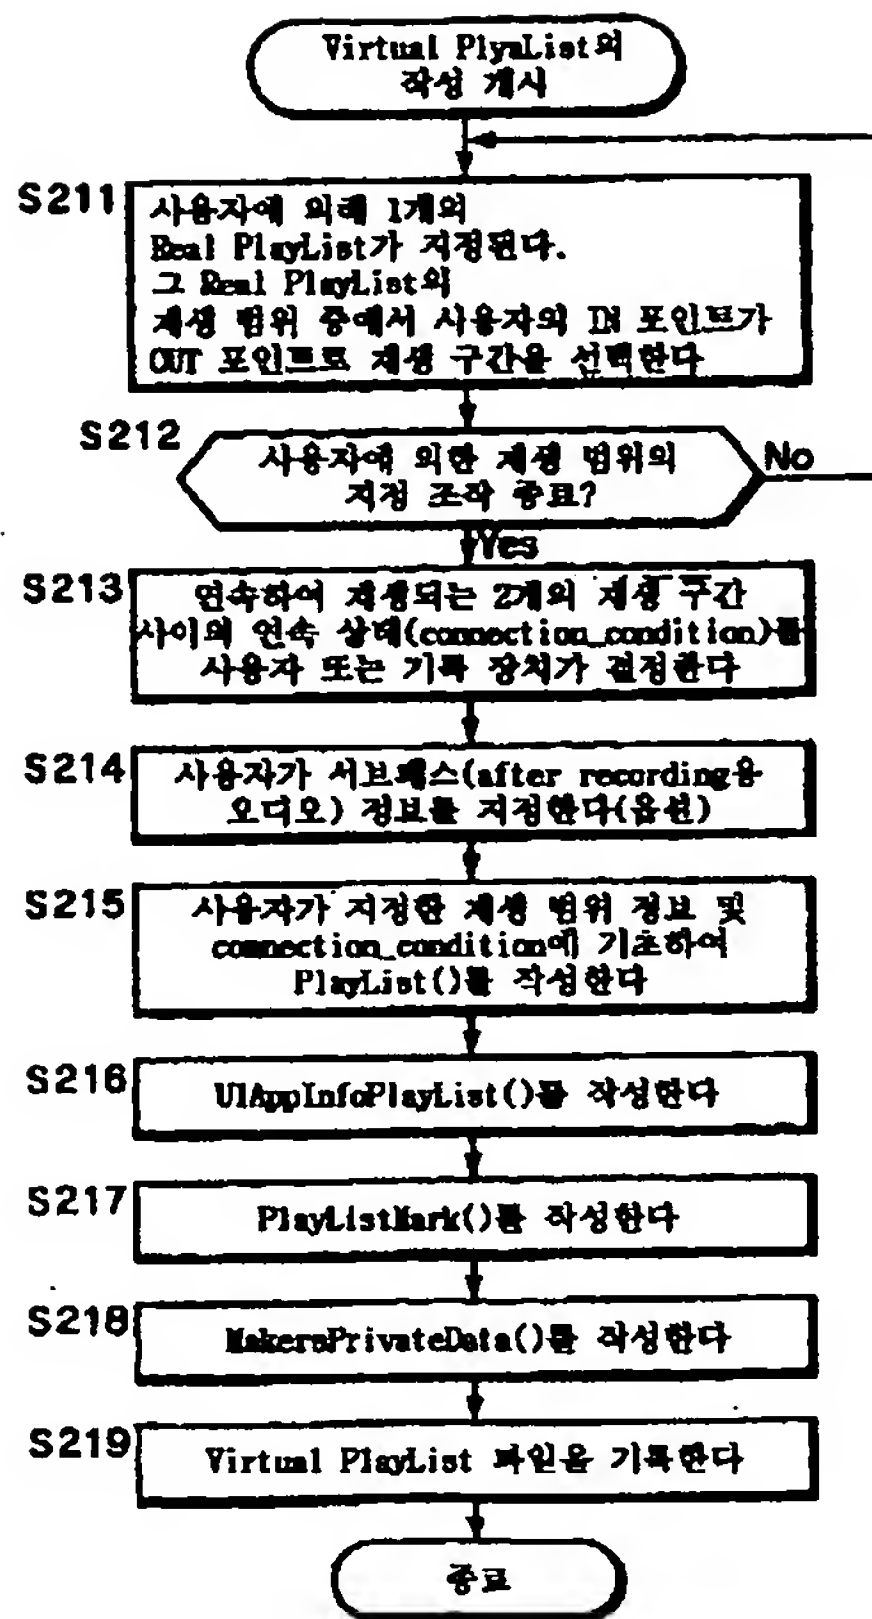 Virtual PlyaList의
작성 개시
S211
사용자에 의해 1개의
Real PlayList가 지정된다.
그 Real PlayList의
재생 범위 중에서 사용자의 IN 포인트가
OUT 포인트로 재생 구간을 선택한다
S212
사용자에 의한 재생 범위의
지정 조작 종료?
No
Yes
S213
연속하여 재생되는 2개의 재생 구간
사이의 연속 상태(connection_condition)를
사용자 또는 기록 장치가 결정한다
S214
사용자가 서브패스(after recording용
오디오) 정보를 지정한다(옵션)
S215
사용자가 지정한 재생 범위 정보 및
connection_condition에 기초하여
PlayList()를 작성한다
S216
UIAppInfoPlayList()를 작성한다
S217
PlayListMark()를 작성한다
S218
MakersPrivateData()를 작성한다
S219
Virtual PlayList 파일을 기록한다
종료